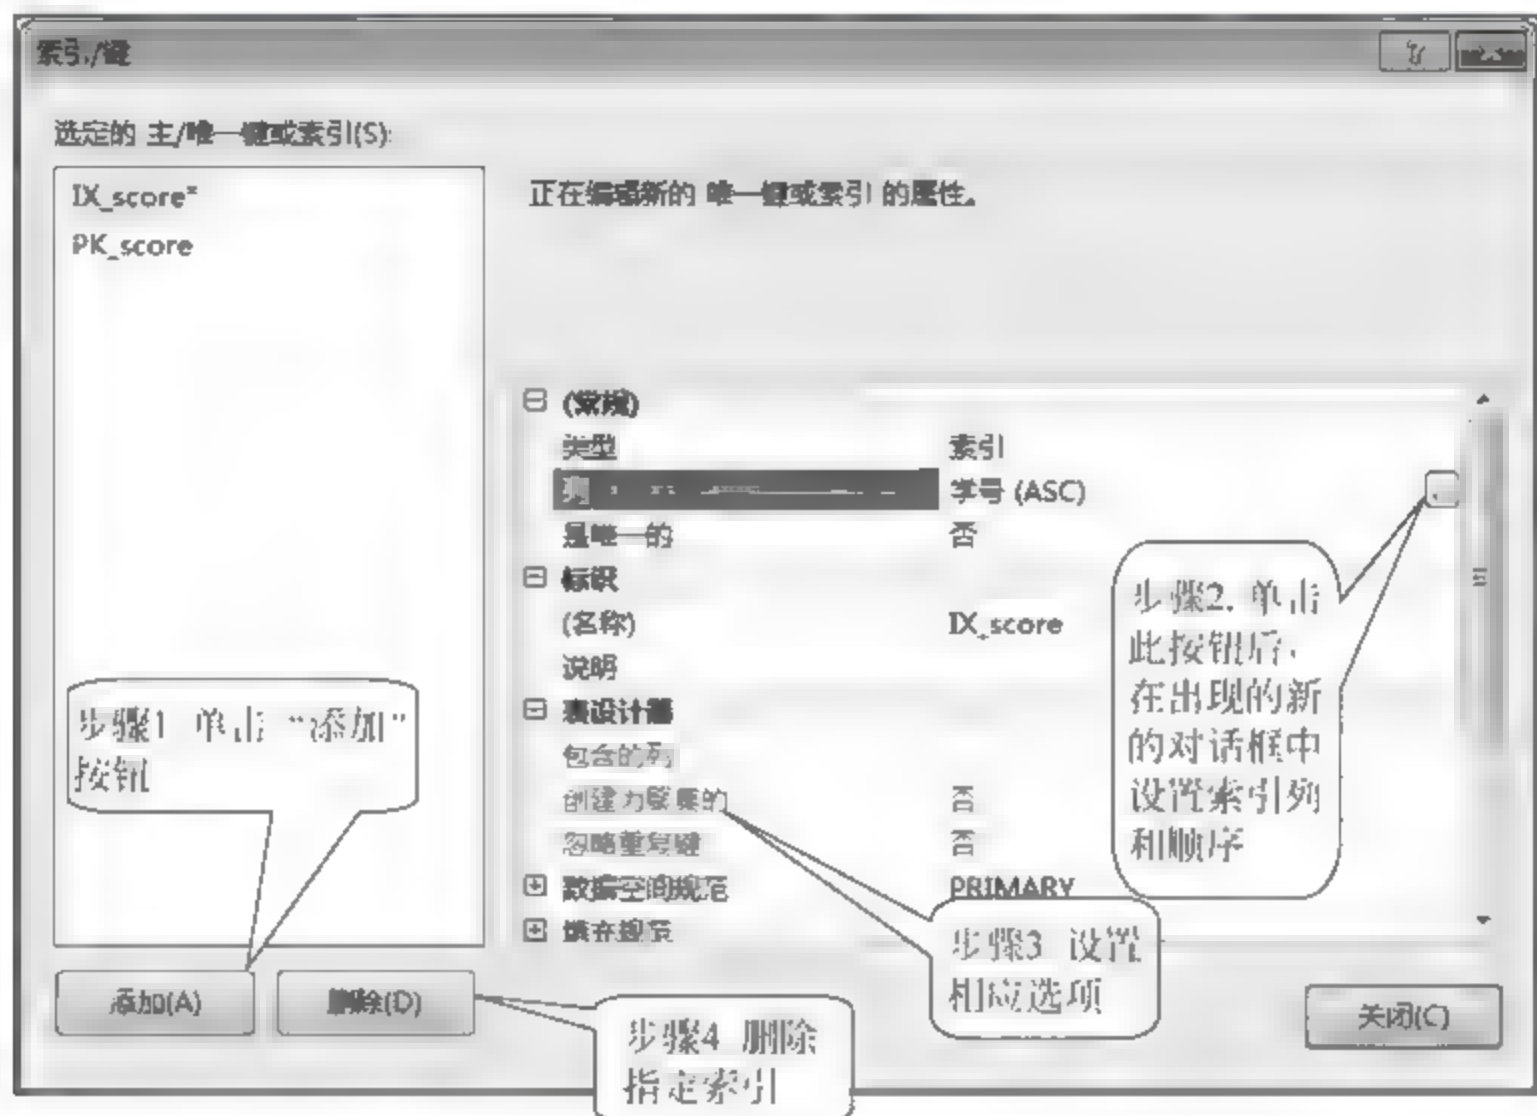 索引/键
选定的 主/唯一键或索引(S):
IX_score*
PK_score
正在编辑新的 唯一键或索引 的属性。
(常规)
类型 索引
列 学号 (ASC)
是唯一的 否
标识
(名称) IX_score
说明
表设计器
包含的列
创建为聚集的 否
忽略重复键 否
数据空间规范 PRIMARY
填充规范
步骤1 单击“添加”
按钮
步骤2. 单击
此按钮后,
在出现的新
的对话框中
设置索引列
和顺序
步骤3 设置
相应选项
步骤4 删除
指定索引
添加(A)
删除(D)
关闭(C)